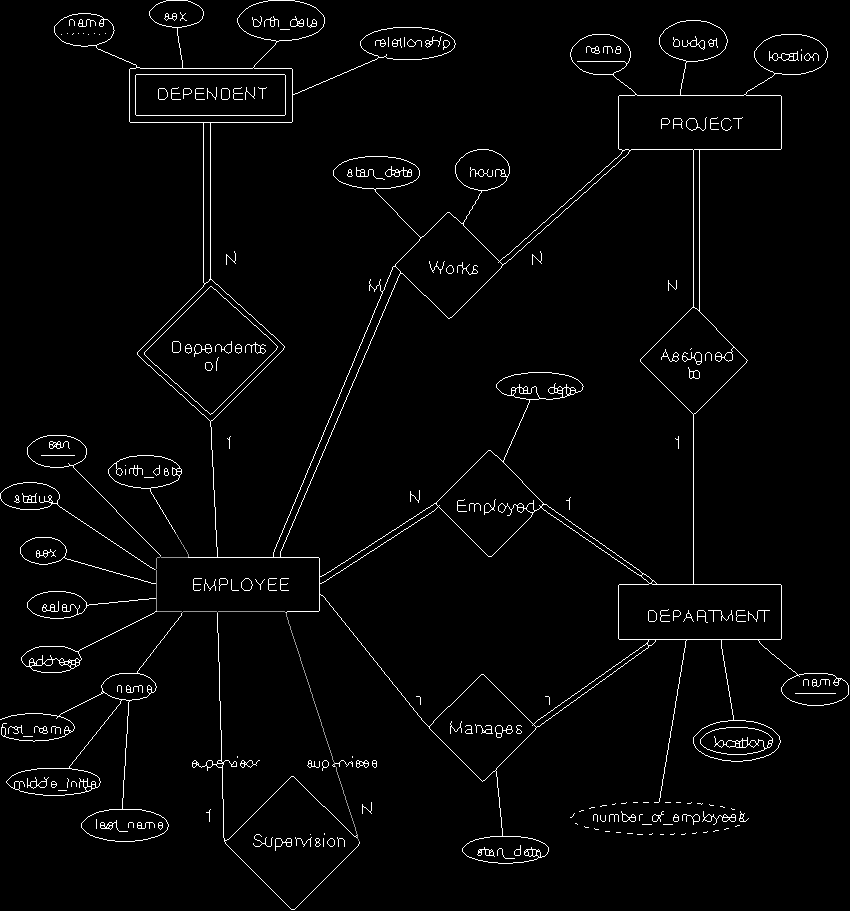 name
sex
birth_date
relationship
DEPENDENT
name
budget
location
PROJECT
start_date
hours
Works
N
M
N
N
Dependents
of
Assigned
to
1
1
start_date
ssn
birth_date
status
sex
salary
address
EMPLOYEE
N
Employed
1
DEPARTMENT
name
first_name
middle_initia
last_name
supervisor
supervisee
1
N
Supervision
1
1
Manages
start_date
name
locations
number_of_employees